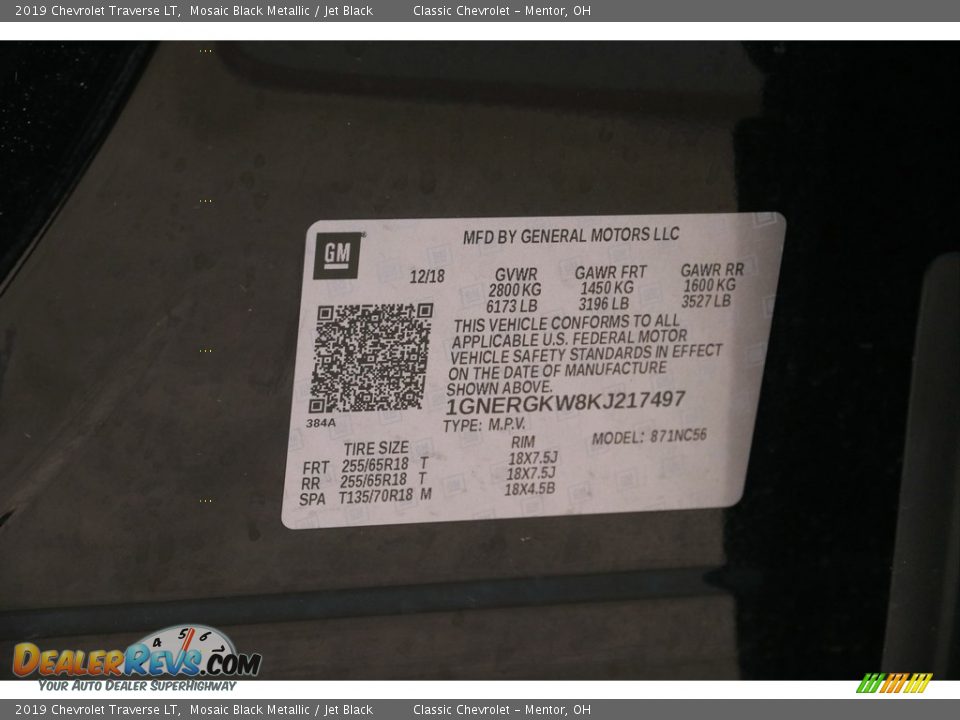 2019 Chevrolet Traverse LT, Mosaic Black Metallic / Jet Black Classic Chevrolet - Mentor, OH
GM
MFD BY GENERAL MOTORS LLC
12/18
GVWR GAWR FRT GAWR RR
2800 KG 1450 KG 1600 KG
6173 LB 3196 LB 3527 LB
THIS VEHICLE CONFORMS TO ALL
APPLICABLE U.S. FEDERAL MOTOR
VEHICLE SAFETY STANDARDS IN EFFECT
ON THE DATE OF MANUFACTURE
SHOWN ABOVE.
1GNERGKW8KJ217497
384A
TYPE: M.P.V.
MODEL: 871NC56
TIRE SIZE RIM
FRT 255/65R18 T 18X7.5J
RR 255/65R18 T 18X7.5J
SPA T135/70R18 M 18X4.5B
4 5 6
DEALERREVS.COM
YOUR AUTO DEALER SUPERHIGHWAY
2019 Chevrolet Traverse LT, Mosaic Black Metallic / Jet Black Classic Chevrolet - Mentor, OH